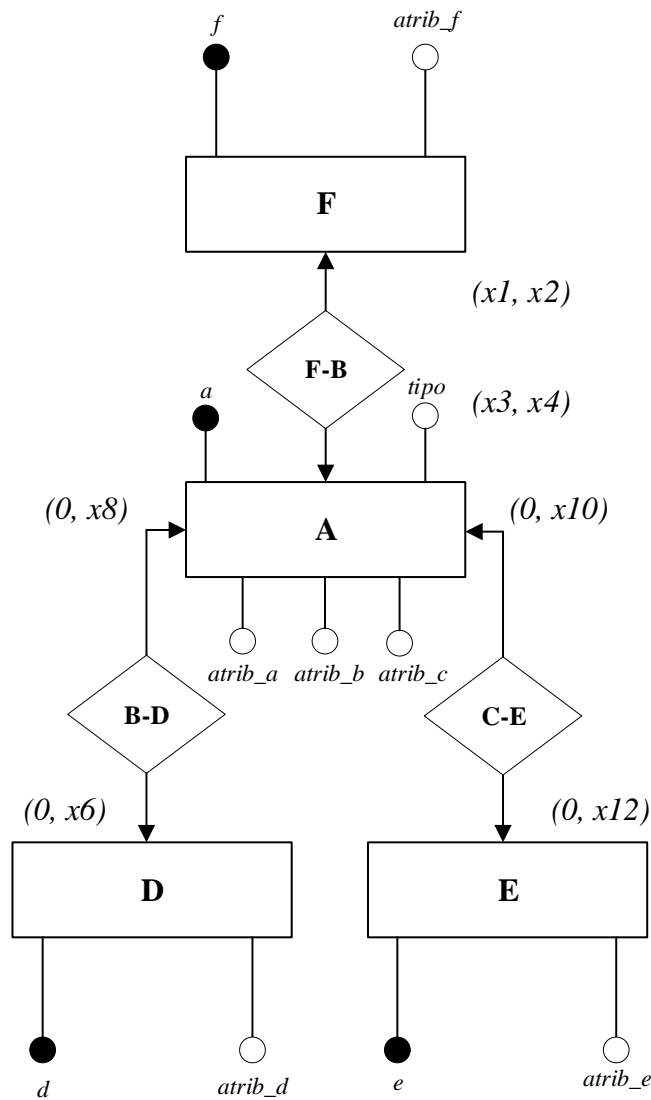 f
atrib_f
F
(x1, x2)
F-B
a
tipo
(x3, x4)
(0, x8)
(0, x10)
A
atrib_a
atrib_b
atrib_c
B-D
C-E
(0, x6)
(0, x12)
D
E
d
atrib_d
e
atrib_e